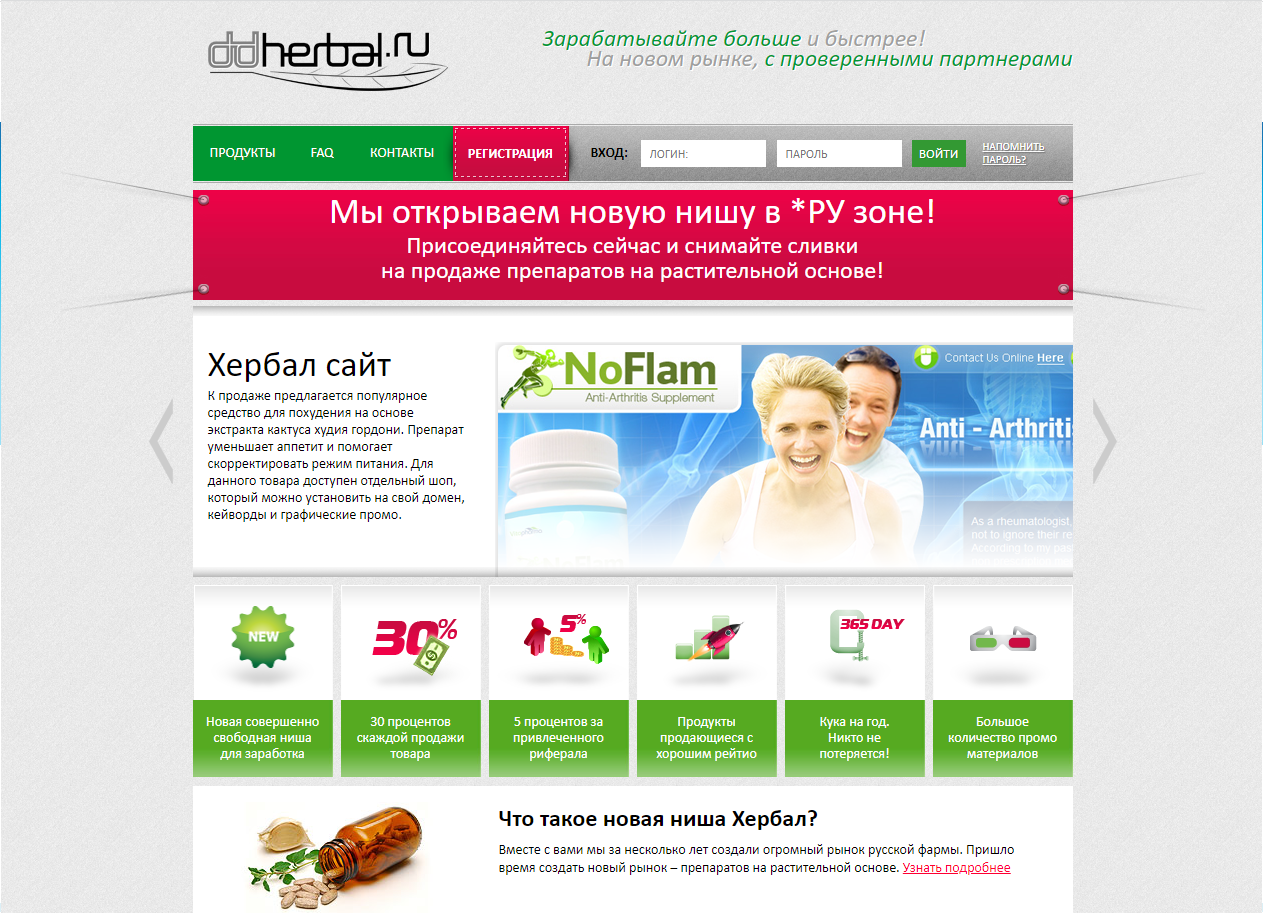 ddherbal.ru
Зарабатывайте больше и быстрее!
На новом рынке, с проверенными партнерами
ПРОДУКТЫ FAQ КОНТАКТЫ РЕГИСТРАЦИЯ ВХОД: ЛОГИН: ПАРОЛЬ ВОЙТИ НАПОМНИТЬ
ПАРОЛЬ?
Мы открываем новую нишу в *РУ зоне!
Присоединяйтесь сейчас и снимайте сливки
на продаже препаратов на растительной основе!
Хербал сайт
К продаже предлагается популярное
средство для похудения на основе
экстракта кактуса худия гордони. Препарат
уменьшает аппетит и помогает
скорректировать режим питания. Для
данного товара доступен отдельный шоп,
который можно установить на свой домен,
кейворды и графические промо.
NoFlam
Anti-Arthritis Supplement
Contact Us Online Here
Anti - Arthritis
As a rheumatologist,
not to ignore their re
According to my past
NEW
Новая совершенно
свободная ниша
для заработка
30%
30 процентов
скаждой продажи
товара
5%
5 процентов за
привлеченного
риферала
Продукты
продающиеся с
хорошим рейтио
365 DAY
Кука на год.
Никто не
потеряется!
Большое
количество промо
материалов
Что такое новая ниша Хербал?
Вместе с вами мы за несколько лет создали огромный рынок русской фармы. Пришло
время создать новый рынок – препаратов на растительной основе. Узнать подробнее